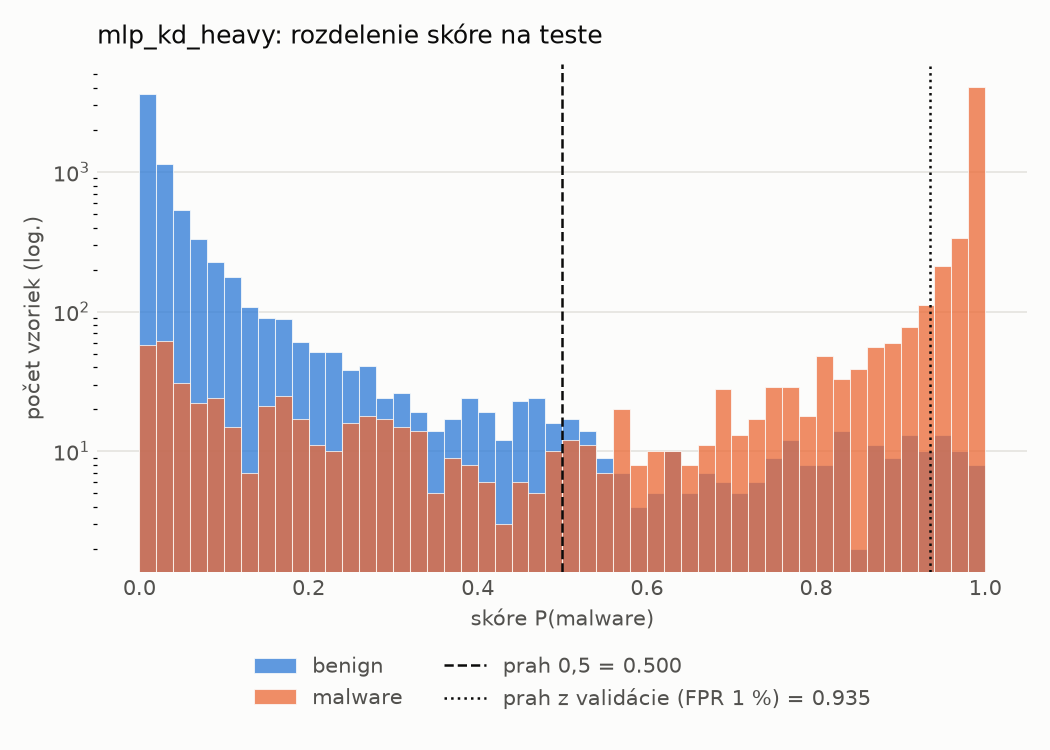 mlp_kd_heavy: rozdelenie skóre na teste
počet vzoriek (log.)
10³
10²
10¹
0.0 0.2 0.4 0.6 0.8 1.0
skóre P(malware)
benign
malware
prah 0,5 = 0.500
prah z validácie (FPR 1 %) = 0.935